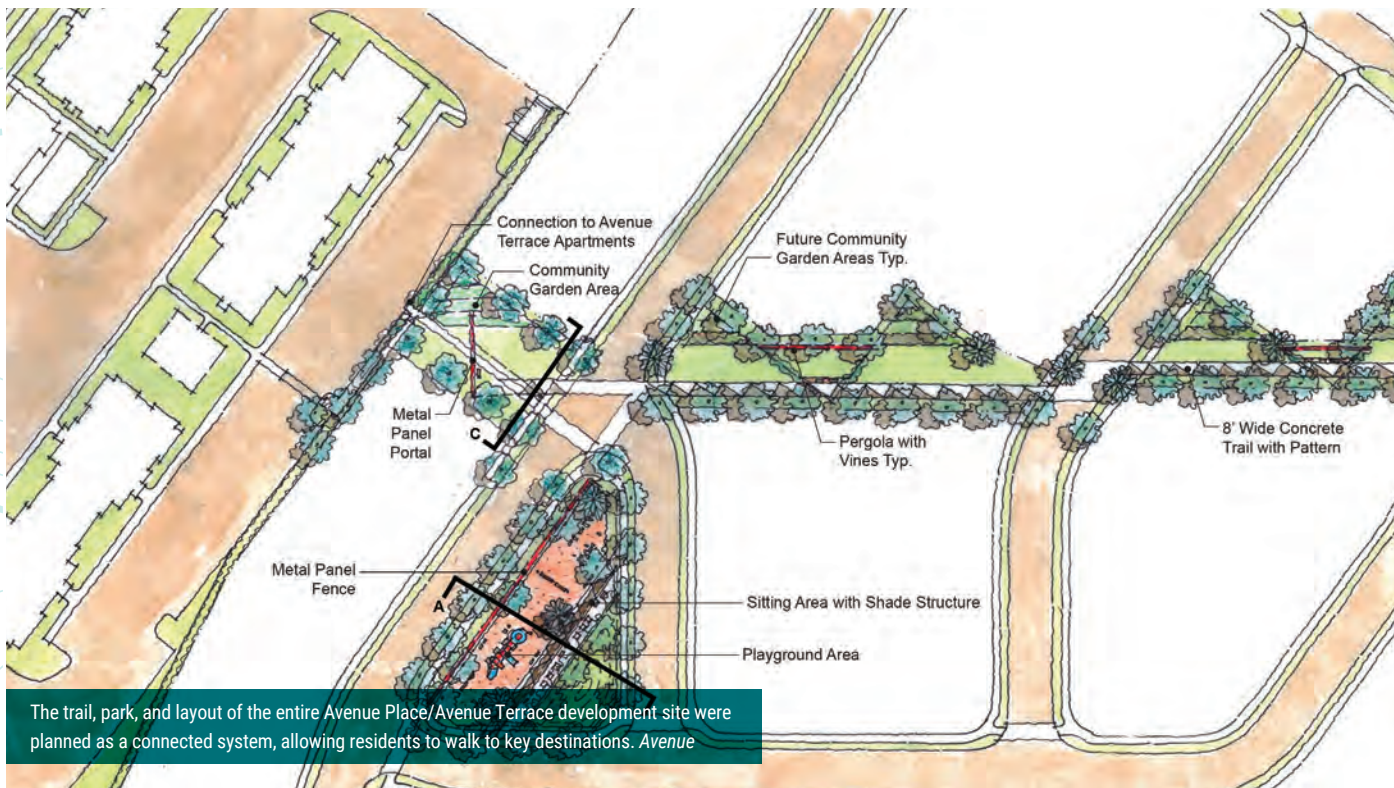 Connection to Avenue
Terrace Apartments
Community
Garden Area
Future Community
Garden Areas Typ.
Metal
Panel
Portal
C
Pergola with
Vines Typ.
8' Wide Concrete
Trail with Pattern
Metal Panel
Fence
A
Sitting Area with Shade Structure
Playground Area
The trail, park, and layout of the entire Avenue Place/Avenue Terrace development site were
planned as a connected system, allowing residents to walk to key destinations. Avenue